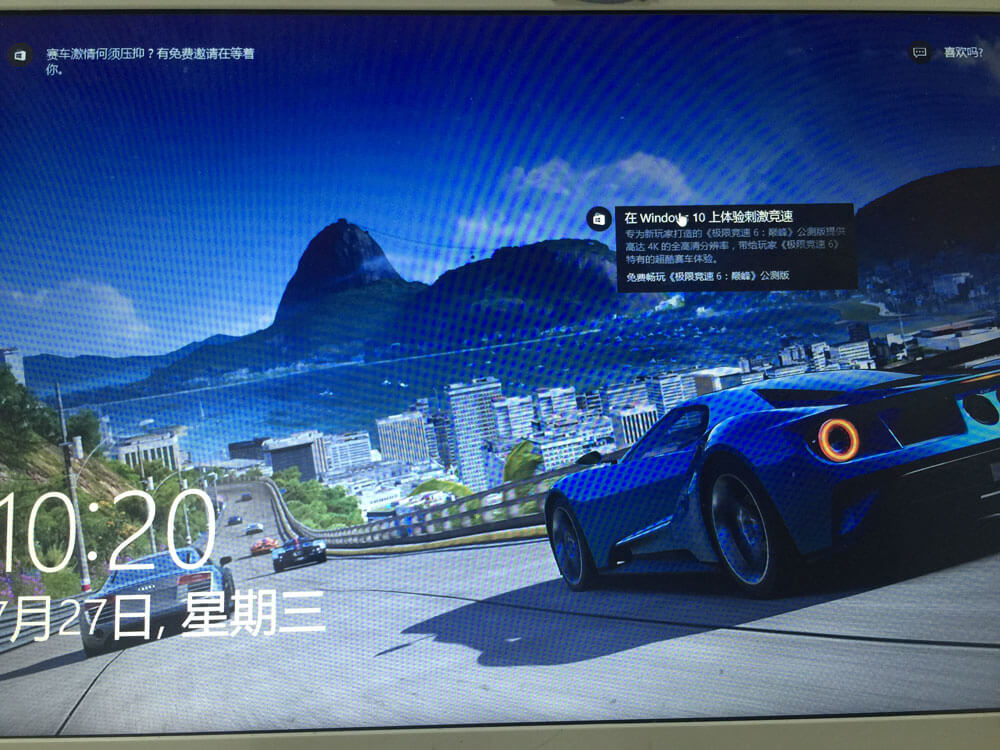 赛车激情何须压抑？有免费邀请在等着
你。
喜欢吗?
在 Windows 10 上体验刺激竞速
专为新玩家打造的《极限竞速 6：巅峰》公测版提供
高达 4K 的全高清分辨率，带给玩家《极限竞速 6》
特有的超酷赛车体验。
免费畅玩《极限竞速 6：巅峰》公测版
10:20
7月27日, 星期三